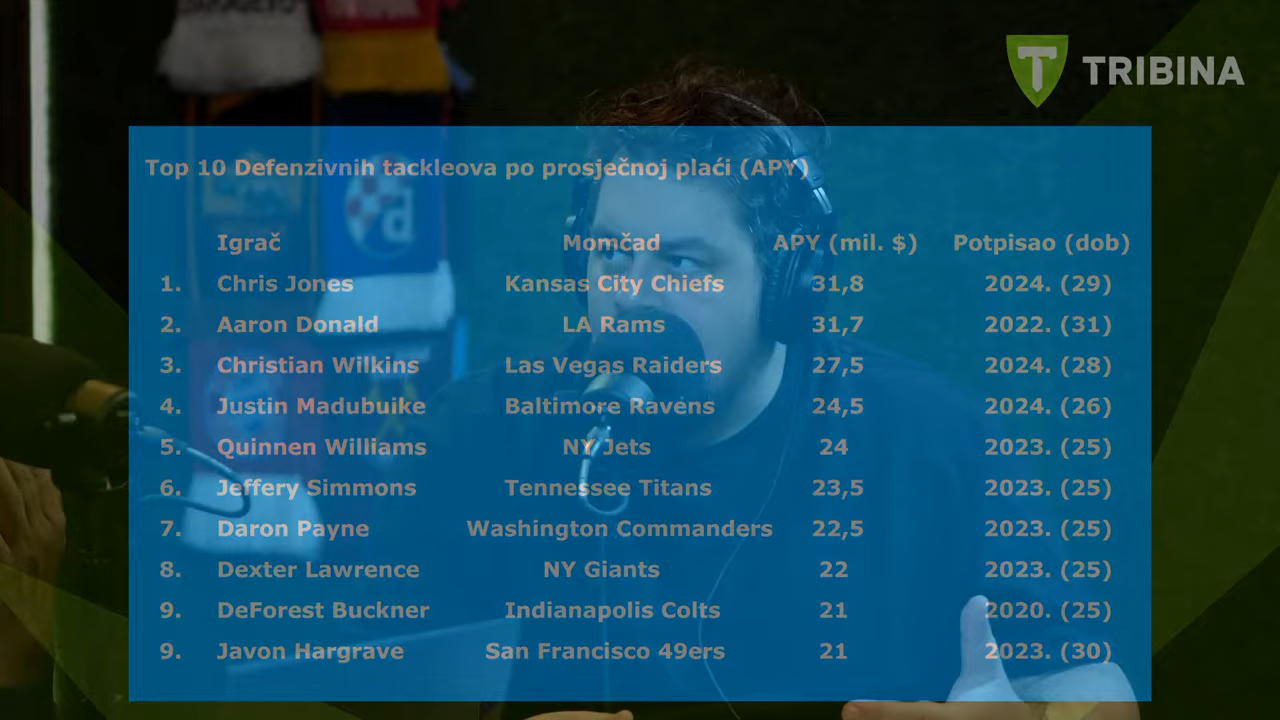 TRIBINA
Top 10 Defenzivnih tackleova po prosječnoj plaći (APY)
Igrač Momčad APY (mil. $) Potpisao (dob)
1. Chris Jones Kansas City Chiefs 31,8 2024. (29)
2. Aaron Donald LA Rams 31,7 2022. (31)
3. Christian Wilkins Las Vegas Raiders 27,5 2024. (28)
4. Justin Madubuike Baltimore Ravens 24,5 2024. (26)
5. Quinnen Williams NY Jets 24 2023. (25)
6. Jeffery Simmons Tennessee Titans 23,5 2023. (25)
7. Daron Payne Washington Commanders 22,5 2023. (25)
8. Dexter Lawrence NY Giants 22 2023. (25)
9. DeForest Buckner Indianapolis Colts 21 2020. (25)
9. Javon Hargrave San Francisco 49ers 21 2023. (30)